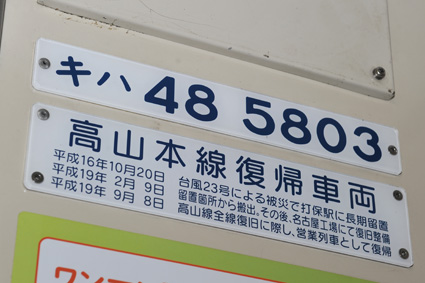 キハ 48 5803
高山本線復帰車両
平成16年10月20日 台風23号による被災で打保駅に長期留置
平成19年 2月 9日 留置箇所から搬出。その後、名古屋工場にて復旧整備
平成19年 9月 8日 高山線全線復旧に際し、営業列車として復帰
ワンマ